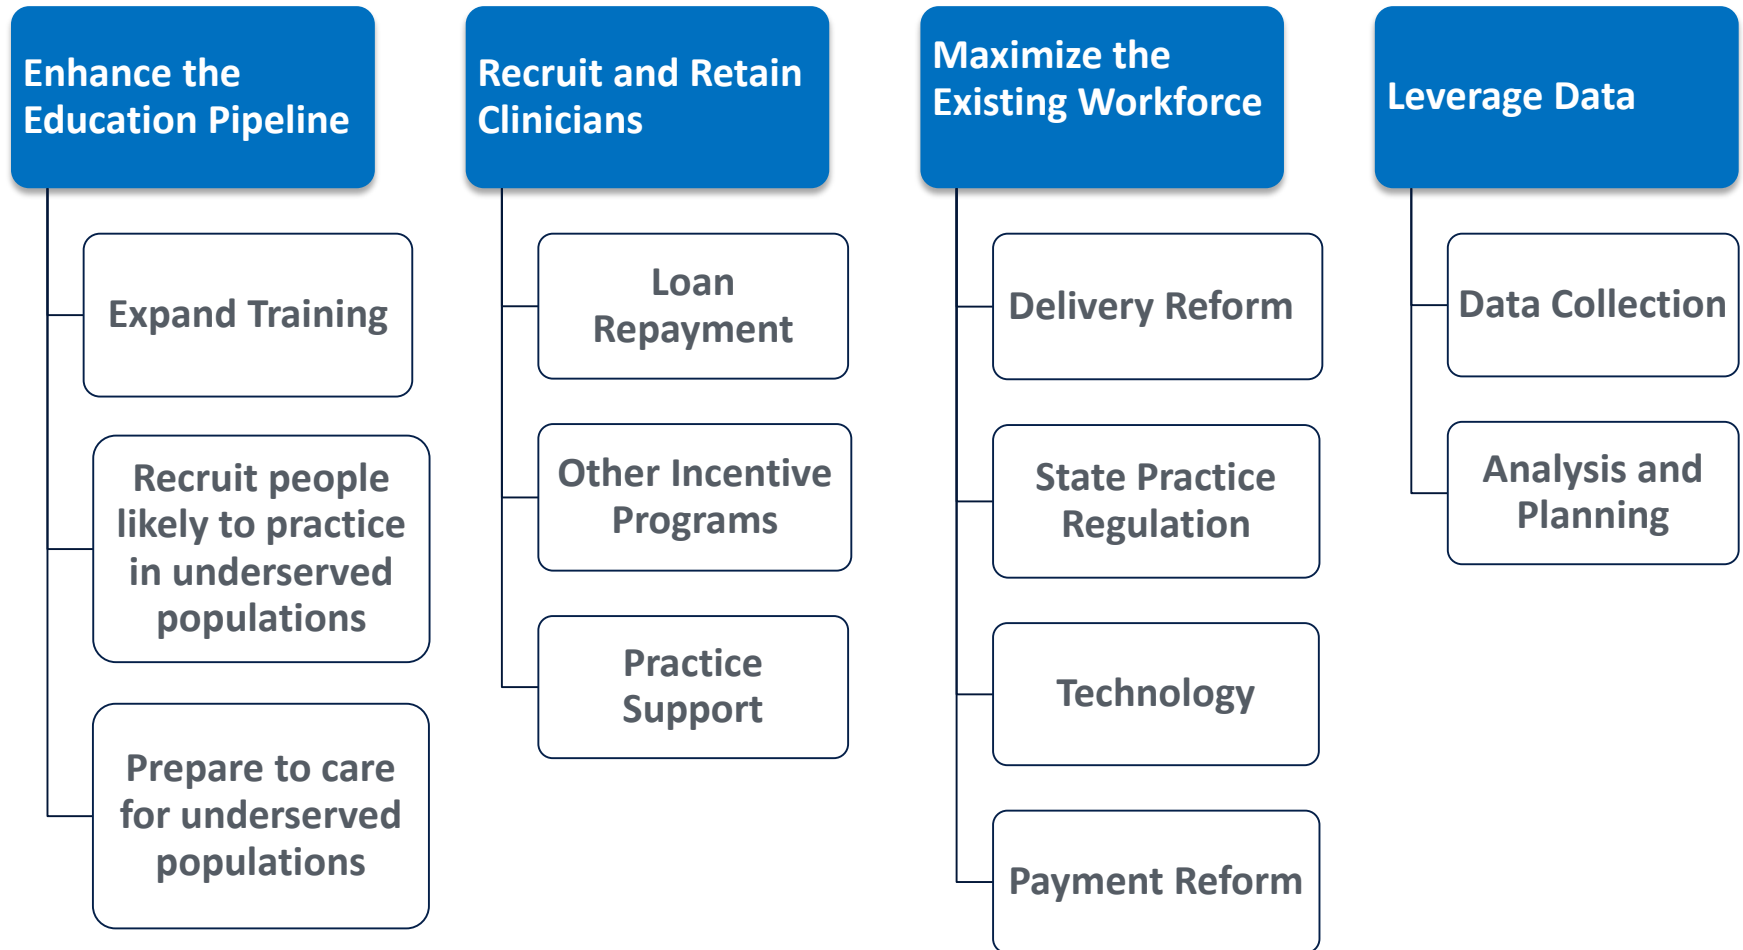 Enhance the
Education Pipeline
Expand Training
Recruit people
likely to practice
in underserved
populations
Prepare to care
for underserved
populations
Recruit and Retain
Clinicians
Loan
Repayment
Other Incentive
Programs
Practice
Support
Maximize the
Existing Workforce
Delivery Reform
State Practice
Regulation
Technology
Payment Reform
Leverage Data
Data Collection
Analysis and
Planning